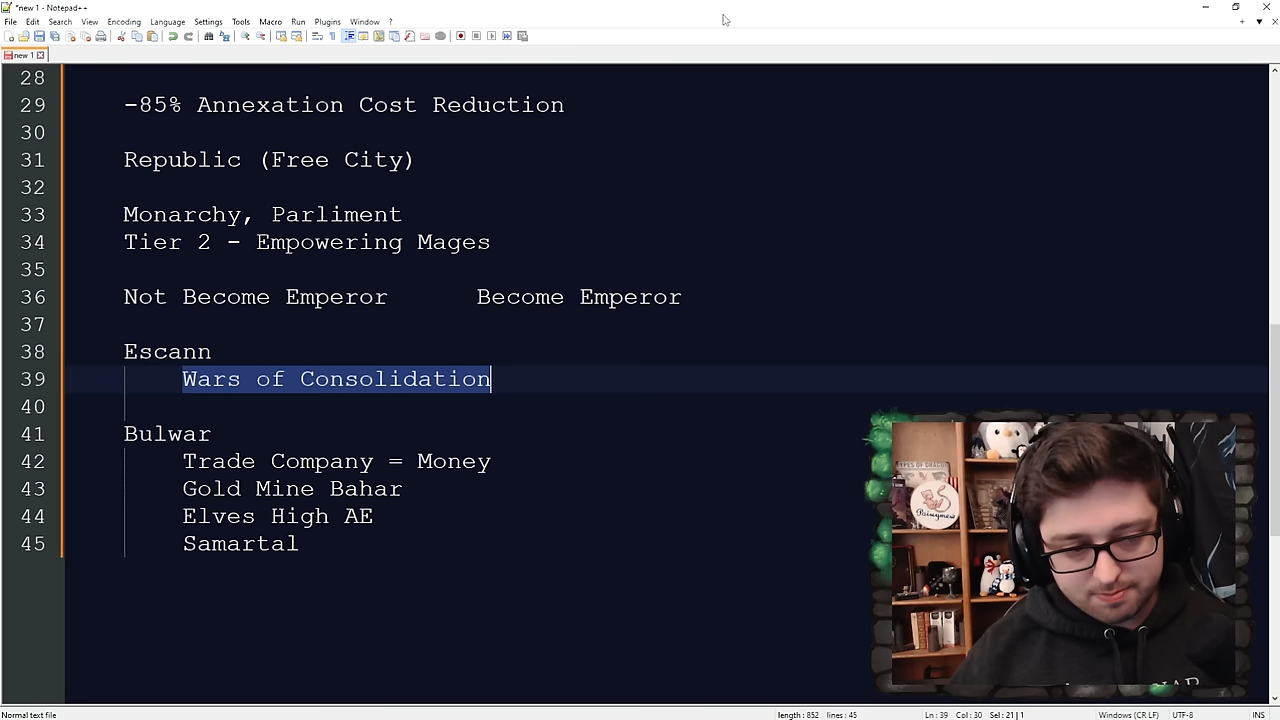 *new 1 - Notepad++
File Edit Search View Encoding Language Settings Tools Macro Run Plugins Window ?
new 1
28
29 -85% Annexation Cost Reduction
30
31 Republic (Free City)
32
33 Monarchy, Parliment
34 Tier 2 - Empowering Mages
35
36 Not Become Emperor Become Emperor
37
38 Escann
39 Wars of Consolidation
40
41 Bulwar
42 Trade Company = Money
43 Gold Mine Bahar
44 Elves High AE
45 Samartal
TYPES OF
Normal text file length : 852 lines : 45 Ln : 39 Col : 30 Sel : 21 | 1 Windows (CR LF) UTF-8 INS